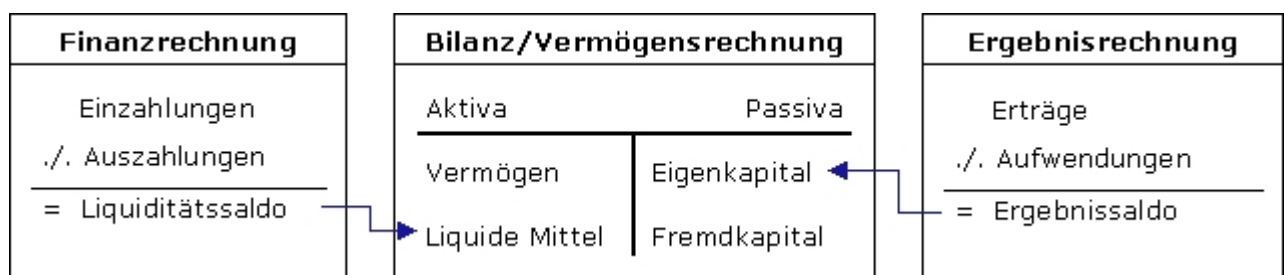 Finanzrechnung
Einzahlungen
./. Auszahlungen
= Liquiditätssaldo
Bilanz/Vermögensrechnung
Aktiva Passiva
Vermögen Eigenkapital
Liquide Mittel Fremdkapital
Ergebnisrechnung
Erträge
./. Aufwendungen
= Ergebnissaldo